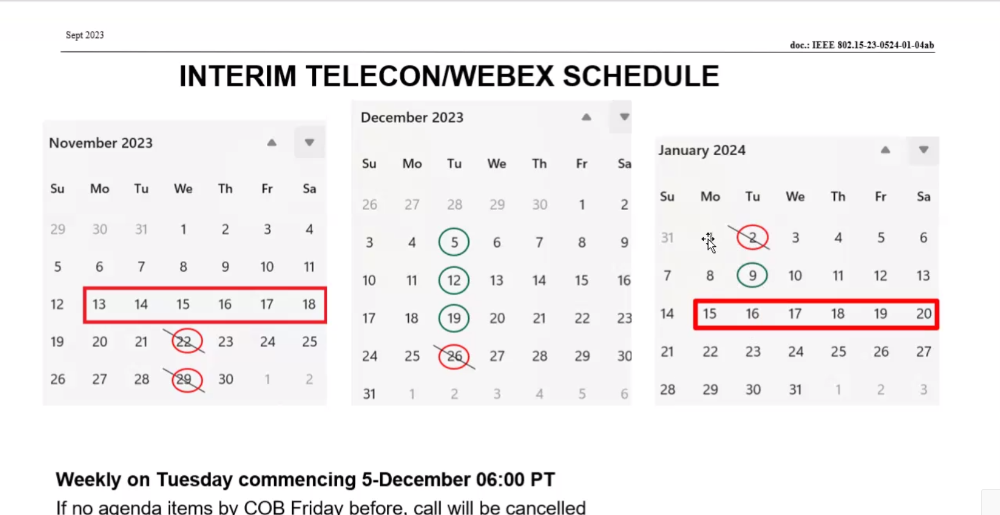 Sept 2023
doc.: IEEE 802.15-23-0524-01-04ab
INTERIM TELECON/WEBEX SCHEDULE
November 2023
Su Mo Tu We Th Fr Sa
29 30 31 1 2 3 4
5 6 7 8 9 10 11
12 13 14 15 16 17 18
19 20 21 22 23 24 25
26 27 28 29 30 1 2
December 2023
Su Mo Tu We Th Fr Sa
26 27 28 29 30 1 2
3 4 5 6 7 8 9
10 11 12 13 14 15 16
17 18 19 20 21 22 23
24 25 26 27 28 29 30
31 1 2 3 4 5 6
January 2024
Su Mo Tu We Th Fr Sa
31 2 3 4 5 6
7 8 9 10 11 12 13
14 15 16 17 18 19 20
21 22 23 24 25 26 27
28 29 30 31 1 2 3
Weekly on Tuesday commencing 5-December 06:00 PT
If no agenda items by COB Friday before, call will be cancelled